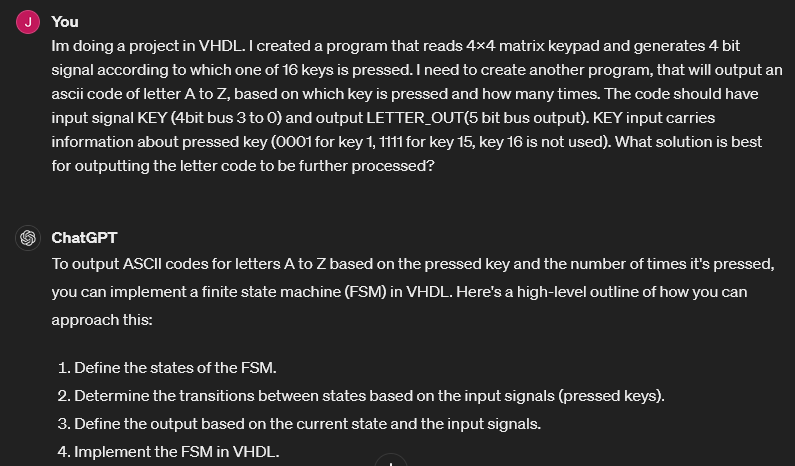 J You
Im doing a project in VHDL. I created a program that reads 4×4 matrix keypad and generates 4 bit
signal according to which one of 16 keys is pressed. I need to create another program, that will output an
ascii code of letter A to Z, based on which key is pressed and how many times. The code should have
input signal KEY (4bit bus 3 to 0) and output LETTER_OUT(5 bit bus output). KEY input carries
information about pressed key (0001 for key 1, 1111 for key 15, key 16 is not used). What solution is best
for outputting the letter code to be further processed?
ChatGPT
To output ASCII codes for letters A to Z based on the pressed key and the number of times it's pressed,
you can implement a finite state machine (FSM) in VHDL. Here's a high-level outline of how you can
approach this:
1. Define the states of the FSM.
2. Determine the transitions between states based on the input signals (pressed keys).
3. Define the output based on the current state and the input signals.
4. Implement the FSM in VHDL.